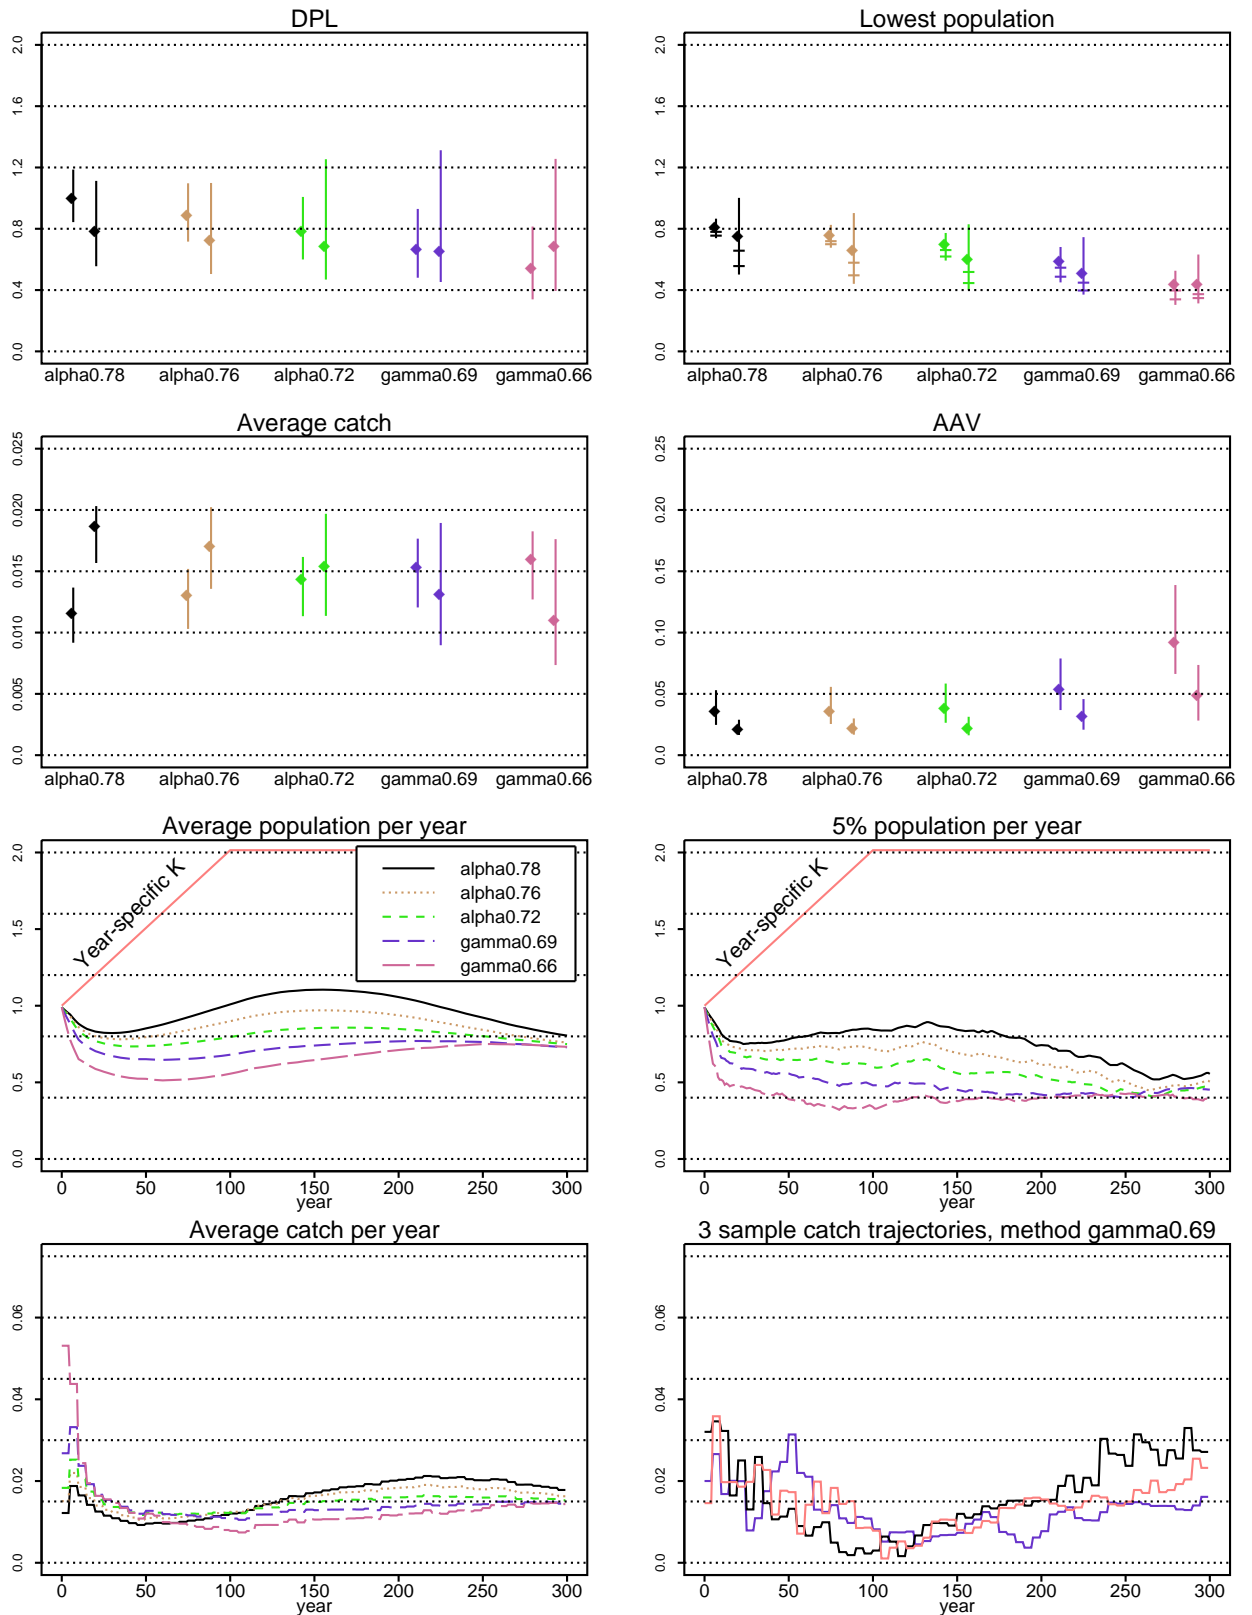 DPL
2.0
1.6
1.2
0.8
0.4
0.0
alpha0.78 alpha0.76 alpha0.72 gamma0.69 gamma0.66
Lowest population
2.0
1.6
1.2
0.8
0.4
0.0
alpha0.78 alpha0.76 alpha0.72 gamma0.69 gamma0.66
Average catch
0.025
0.020
0.015
0.010
0.005
0.0
alpha0.78 alpha0.76 alpha0.72 gamma0.69 gamma0.66
AAV
0.25
0.20
0.15
0.10
0.05
0.0
alpha0.78 alpha0.76 alpha0.72 gamma0.69 gamma0.66
Average population per year
2.0
1.5
1.0
0.5
0.0
Year-specific K
alpha0.78
alpha0.76
alpha0.72
gamma0.69
gamma0.66
0 50 100 150 200 250 300
year
5% population per year
2.0
1.5
1.0
0.5
0.0
Year-specific K
0 50 100 150 200 250 300
year
Average catch per year
0.06
0.04
0.02
0.0
0 50 100 150 200 250 300
year
3 sample catch trajectories, method gamma0.69
0.06
0.04
0.02
0.0
0 50 100 150 200 250 300
year